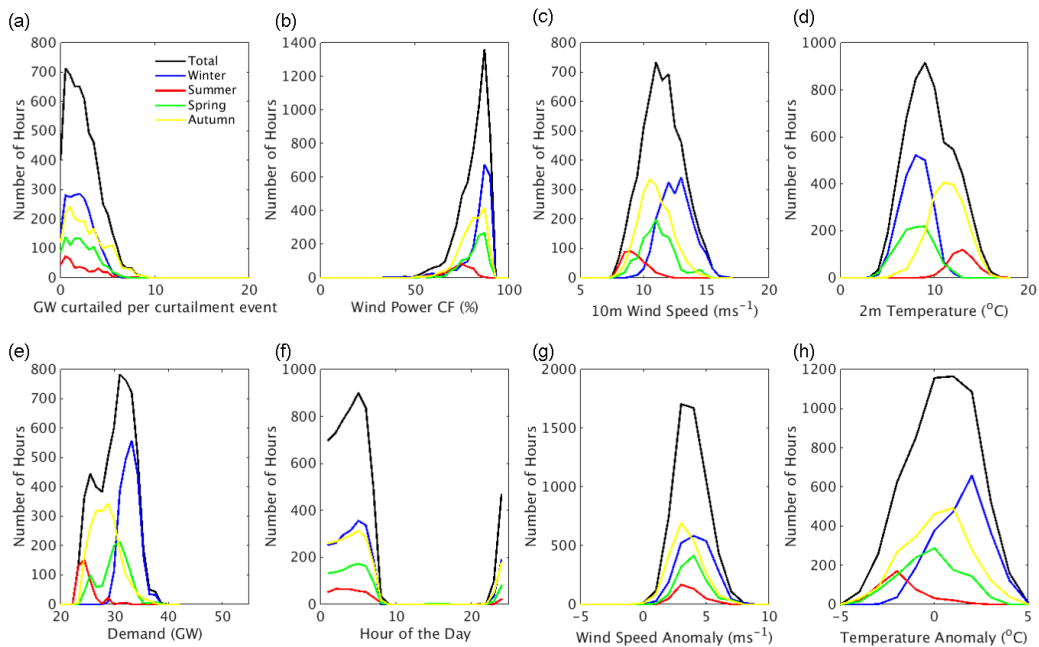 (a)
800
700
600
500
400
300
200
100
0
0 10 20
Number of Hours
GW curtailed per curtailment event
Total
Winter
Summer
Spring
Autumn
(b)
1400
1200
1000
800
600
400
200
0
0 50 100
Number of Hours
Wind Power CF (%)
(c)
800
700
600
500
400
300
200
100
0
5 10 15 20
Number of Hours
10m Wind Speed (ms⁻¹)
(d)
1000
800
600
400
200
0
0 10 20
Number of Hours
2m Temperature (°C)
(e)
800
700
600
500
400
300
200
100
0
20 30 40 50
Number of Hours
Demand (GW)
(f)
1000
800
600
400
200
0
0 5 10 15 20 25
Number of Hours
Hour of the Day
(g)
2000
1500
1000
500
0
−5 0 5 10
Number of Hours
Wind Speed Anomaly (ms⁻¹)
(h)
1200
1000
800
600
400
200
0
−5 0 5
Number of Hours
Temperature Anomaly (°C)